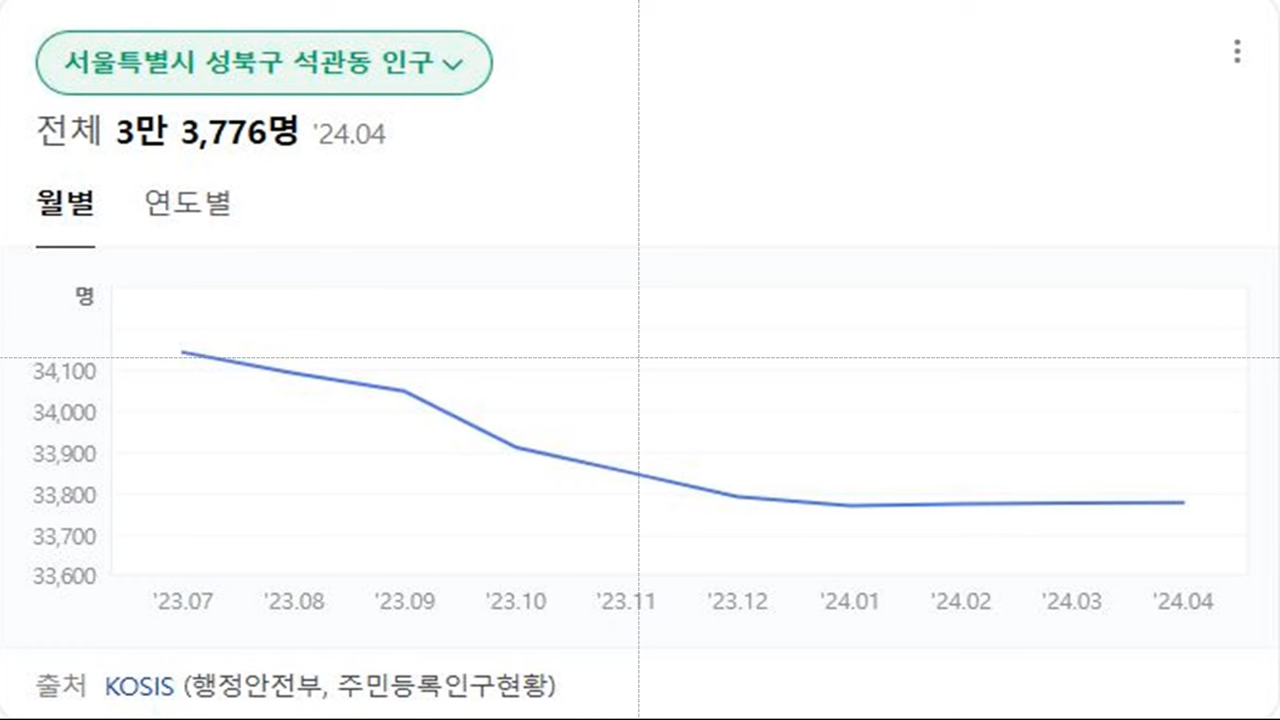 서울특별시 성북구 석관동 인구
전체 3만 3,776명 '24.04
월별 연도별
명
34,100
34,000
33,900
33,800
33,700
33,600
'23.07 '23.08 '23.09 '23.10 '23.11 '23.12 '24.01 '24.02 '24.03 '24.04
출처 KOSIS (행정안전부, 주민등록인구현황)